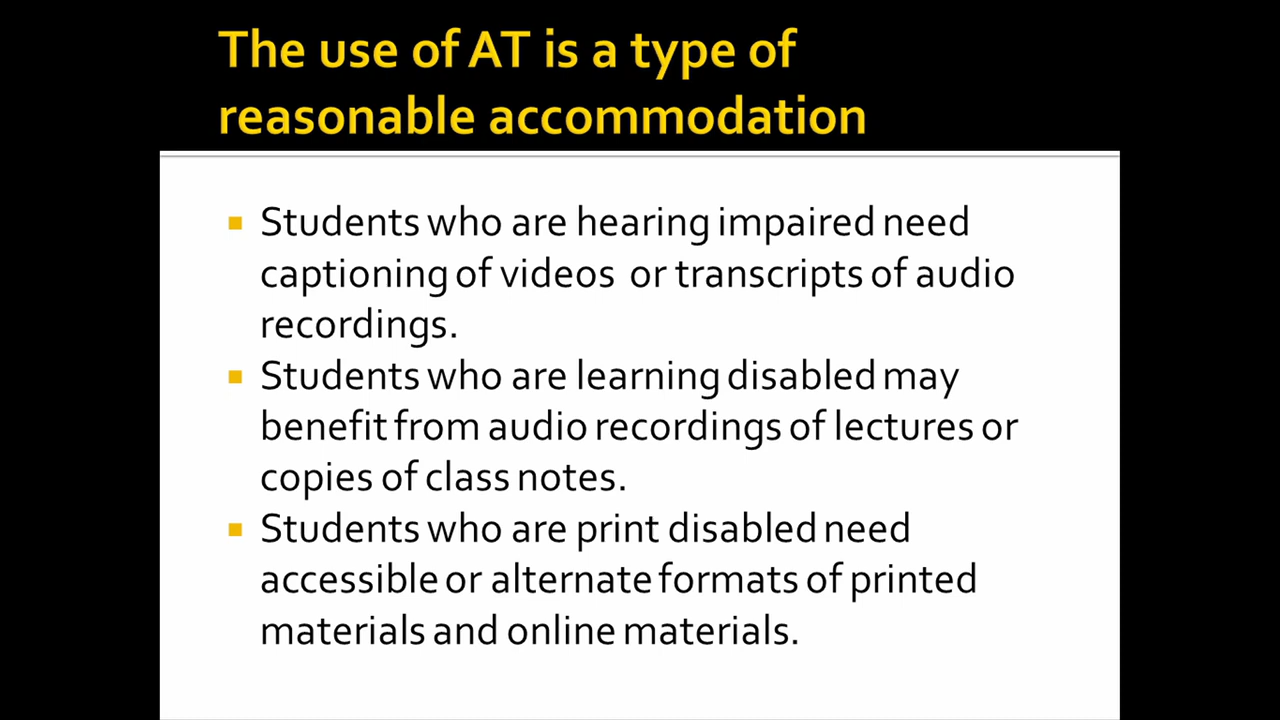 The use of AT is a type of
reasonable accommodation
Students who are hearing impaired need
captioning of videos or transcripts of audio
recordings.
Students who are learning disabled may
benefit from audio recordings of lectures or
copies of class notes.
Students who are print disabled need
accessible or alternate formats of printed
materials and online materials.